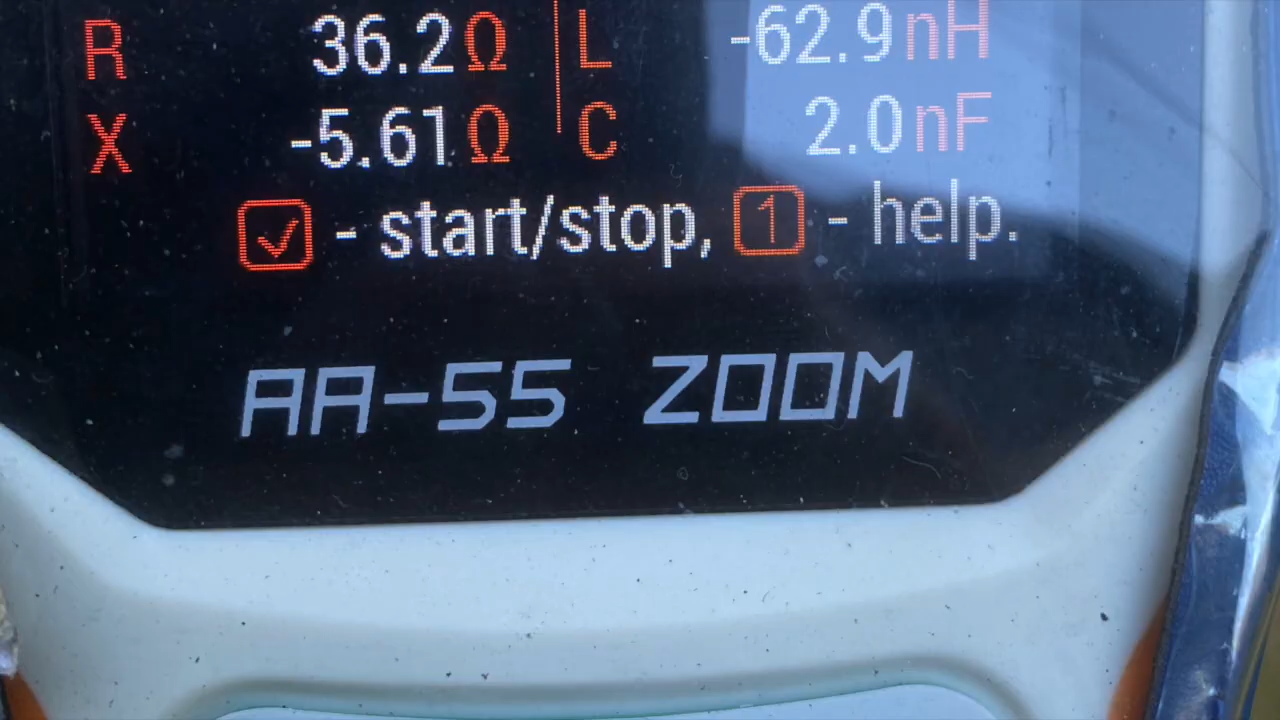 R 36.2Ω L -62.9nH
X -5.61Ω C 2.0nF
✓ - start/stop, 1 - help.
AA-55 ZOOM